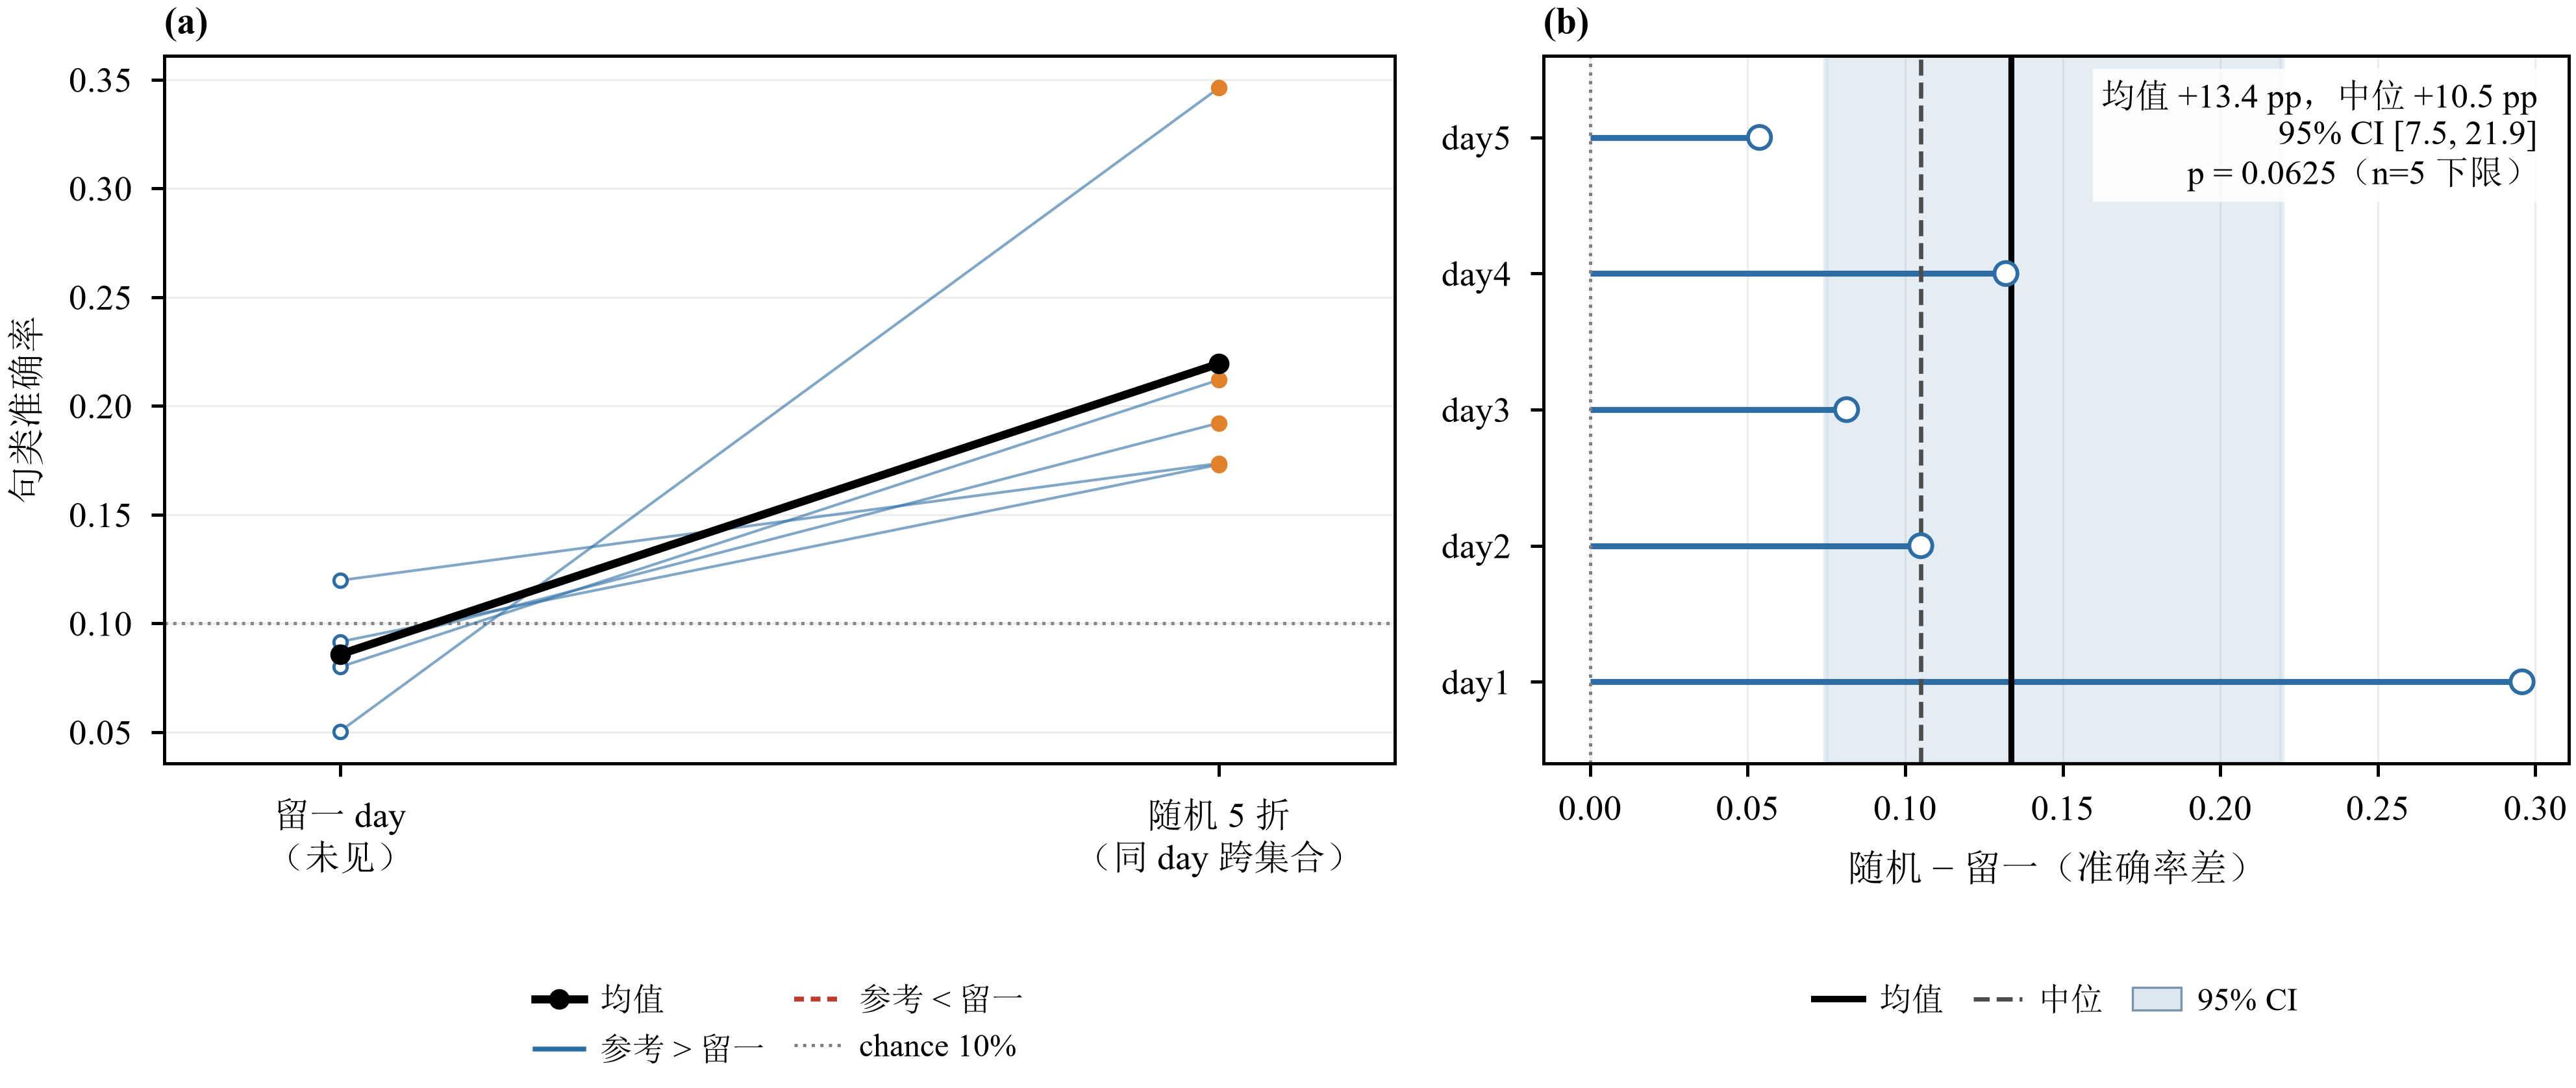 (a)
句类准确率
0.35
0.30
0.25
0.20
0.15
0.10
0.05
留一 day
（未见）
随机 5 折
（同 day 跨集合）
均值
参考 > 留一
参考 < 留一
chance 10%
(b)
均值 +13.4 pp，中位 +10.5 pp
95% CI [7.5, 21.9]
p = 0.0625（n=5 下限）
day5
day4
day3
day2
day1
0.00
0.05
0.10
0.15
0.20
0.25
0.30
随机 − 留一（准确率差）
均值
中位
95% CI